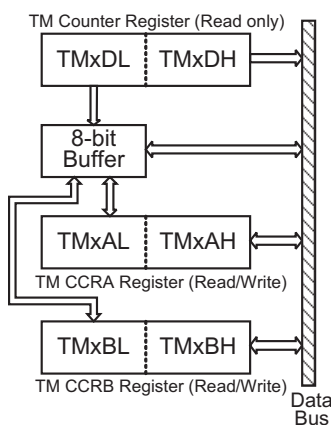 TM Counter Register (Read only)
TMxDL TMxDH
8-bit
Buffer
TMxAL TMxAH
TM CCRA Register (Read/Write)
TMxBL TMxBH
TM CCRB Register (Read/Write)
Data
Bus